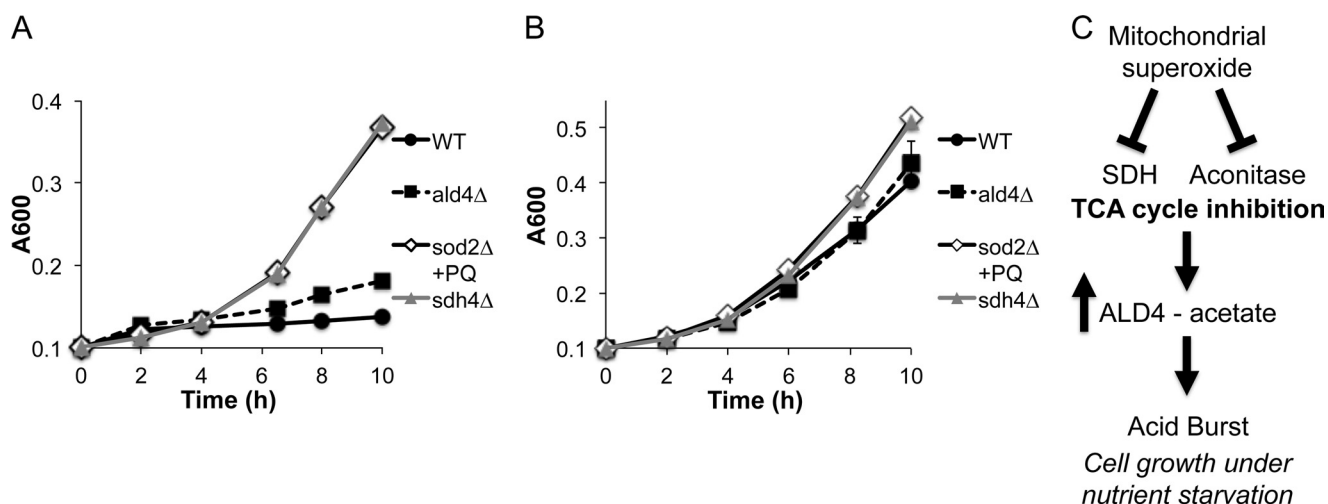 A
A600
0.4
0.3
0.2
0.1
0
2
4
6
8
10
Time (h)
WT
ald4Δ
sod2Δ
+PQ
sdh4Δ
B
A600
0.5
0.4
0.3
0.2
0.1
0
2
4
6
8
10
Time (h)
WT
ald4Δ
sod2Δ
+PQ
sdh4Δ
C
Mitochondrial
superoxide
SDH Aconitase
TCA cycle inhibition
ALD4 - acetate
Acid Burst
Cell growth under
nutrient starvation